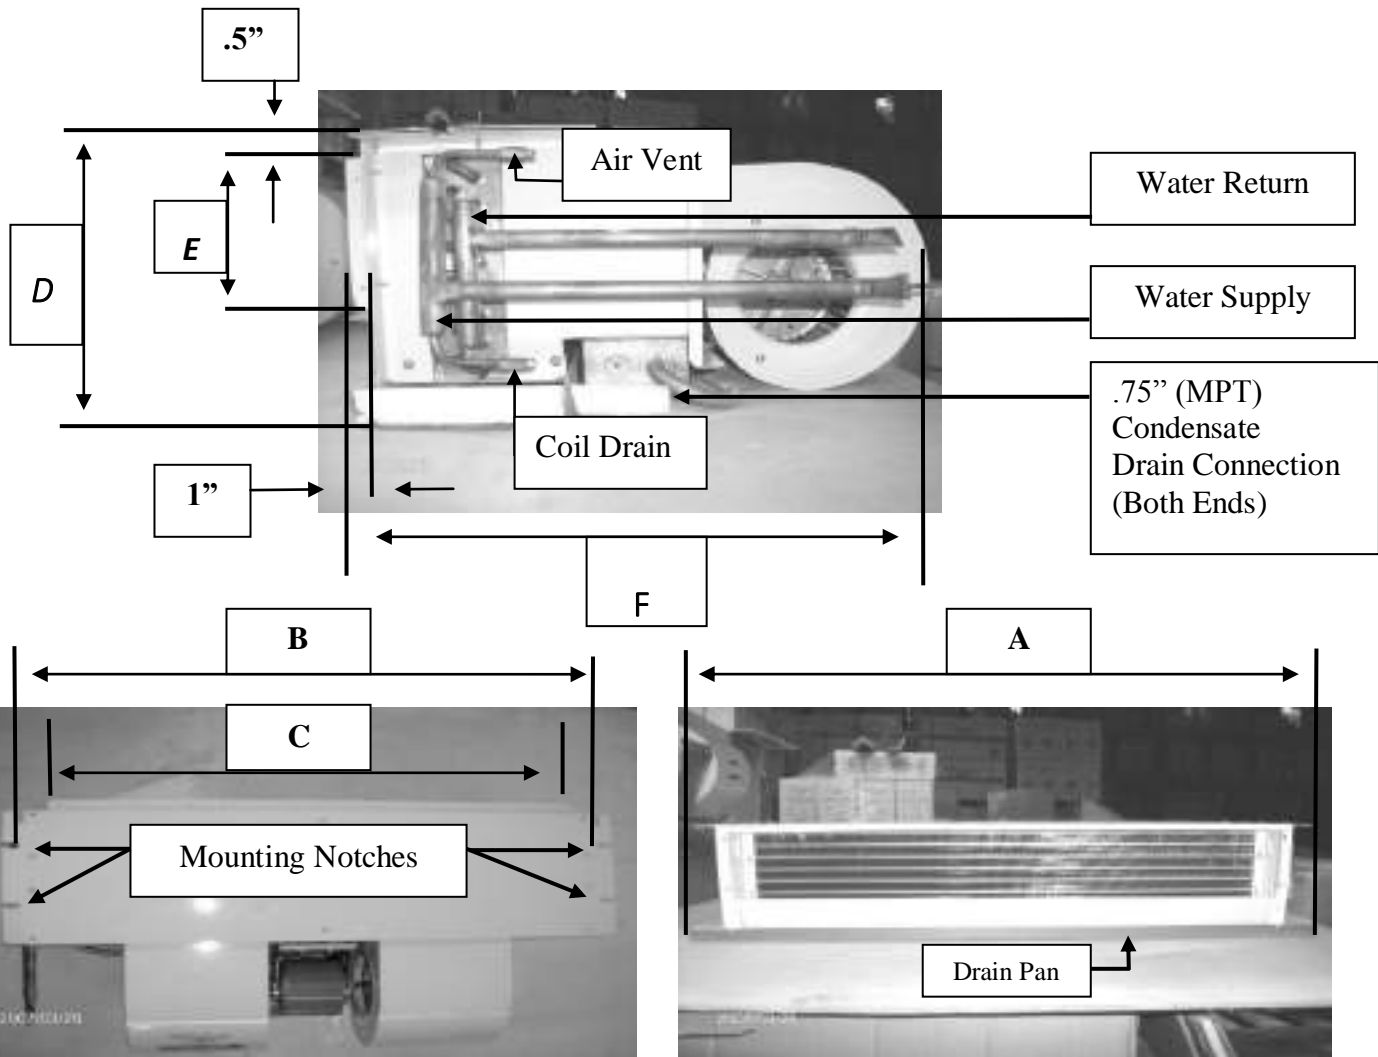 .5”
Air Vent
Water Return
E
D
Water Supply
.75” (MPT)
Condensate
Drain Connection
(Both Ends)
Coil Drain
1”
F
B
A
C
Mounting Notches
Drain Pan